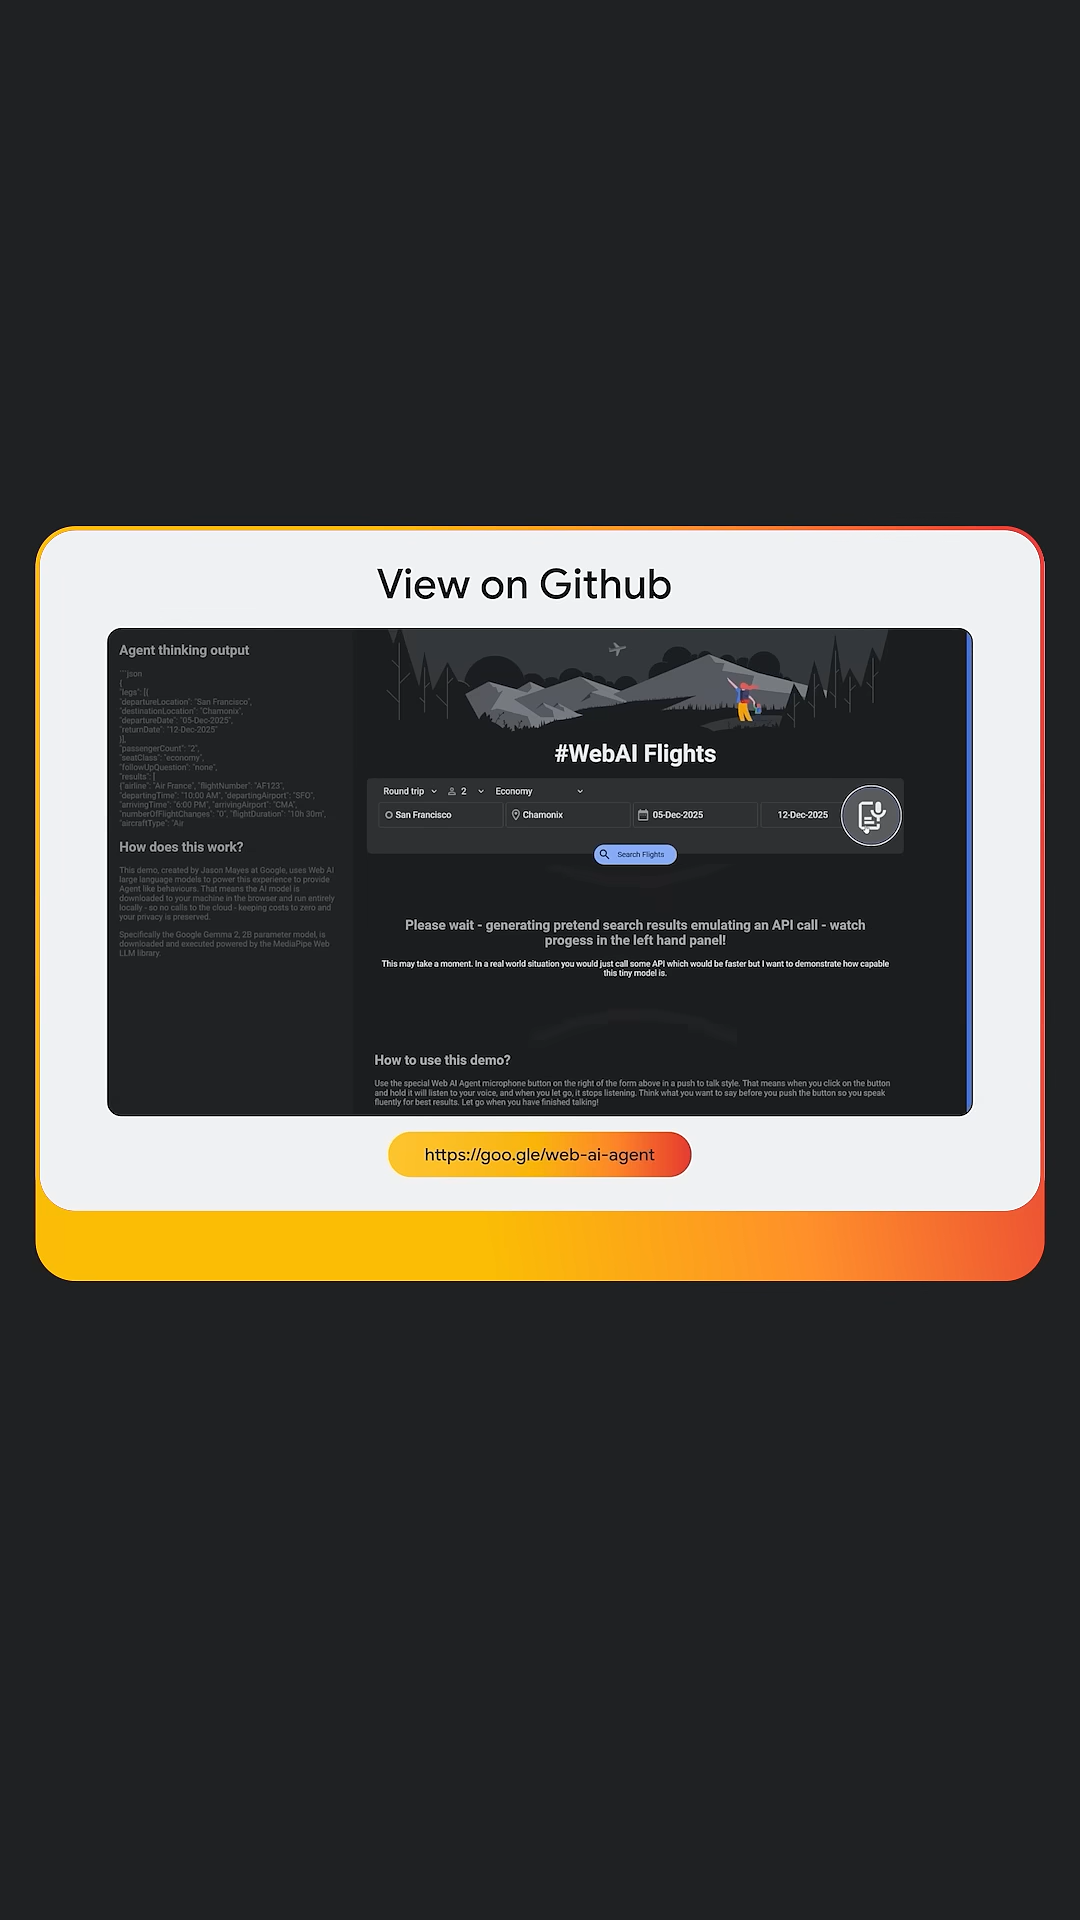 View on Github
Agent thinking output
```json
{
"legs": [{
"departureLocation": "San Francisco",
"destinationLocation": "Chamonix",
"departureDate": "05-Dec-2025",
"returnDate": "12-Dec-2025"
}],
"passengerCount": "2",
"seatClass": "economy",
"followUpQuestion": "none",
"results": [
{"airline": "Air France", "flightNumber": "AF123",
"departingTime": "10:00 AM", "departingAirport": "SFO",
"arrivingTime": "6:00 PM", "arrivingAirport": "CMA",
"numberOfFlightChanges": "0", "flightDuration": "10h 30m",
"aircraftType": "Air
How does this work?
This demo, created by Jason Mayes at Google, uses Web AI
large language models to power this experience to provide
Agent like behaviours. That means the AI model is
downloaded to your machine in the browser and run entirely
locally - so no calls to the cloud - keeping costs to zero and
your privacy is preserved.
Specifically the Google Gemma 2, 2B parameter model, is
downloaded and executed powered by the MediaPipe Web
LLM library.
#WebAI Flights
Round trip 2 Economy
San Francisco Chamonix 05-Dec-2025 12-Dec-2025
Search Flights
Please wait - generating pretend search results emulating an API call - watch
progess in the left hand panel!
This may take a moment. In a real world situation you would just call some API which would be faster but I want to demonstrate how capable
this tiny model is.
How to use this demo?
Use the special Web AI Agent microphone button on the right of the form above in a push to talk style. That means when you click on the button
and hold it will listen to your voice, and when you let go, it stops listening. Think what you want to say before you push the button so you speak
fluently for best results. Let go when you have finished talking!
https://goo.gle/web-ai-agent